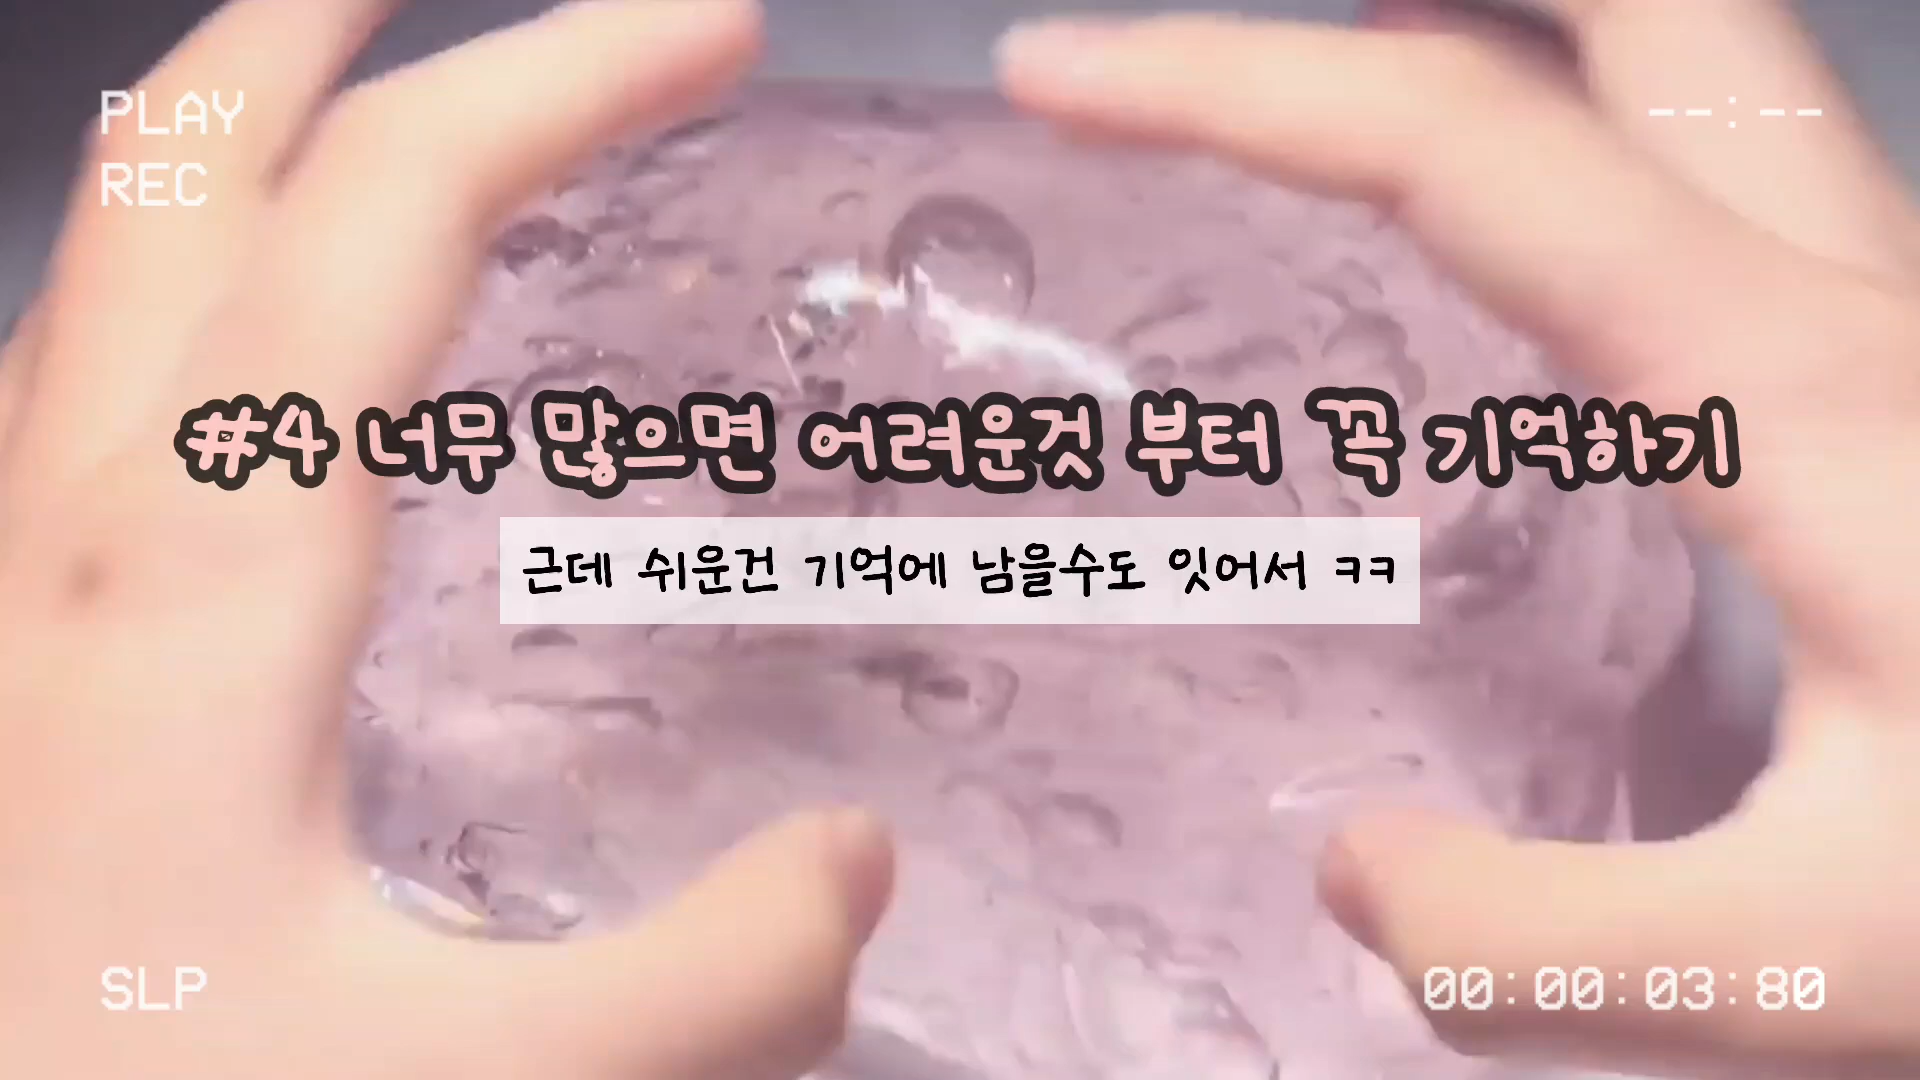 PLAY
--:--
REC
#4 너무 많으면 어려운것 부터 꼭 기억하기
근데 쉬운건 기억에 남을수도 잇어서 ㅋㅋ
SLP
00:00:03:80